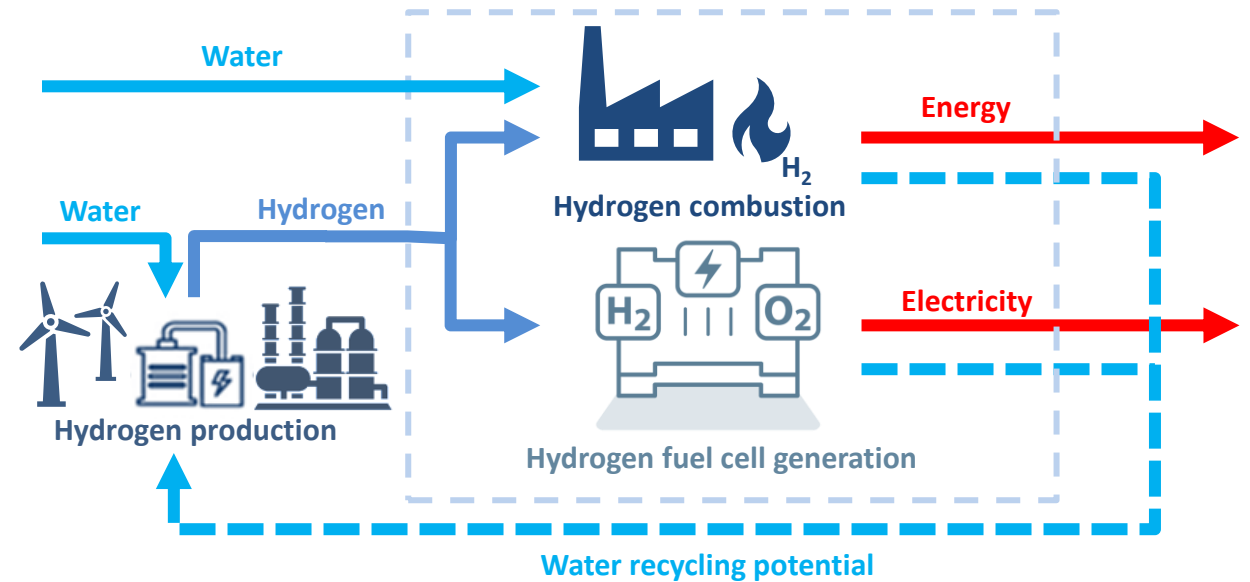 Water
Energy
H₂
Hydrogen combustion
Water
Hydrogen
H₂
O₂
Electricity
Hydrogen production
Hydrogen fuel cell generation
Water recycling potential